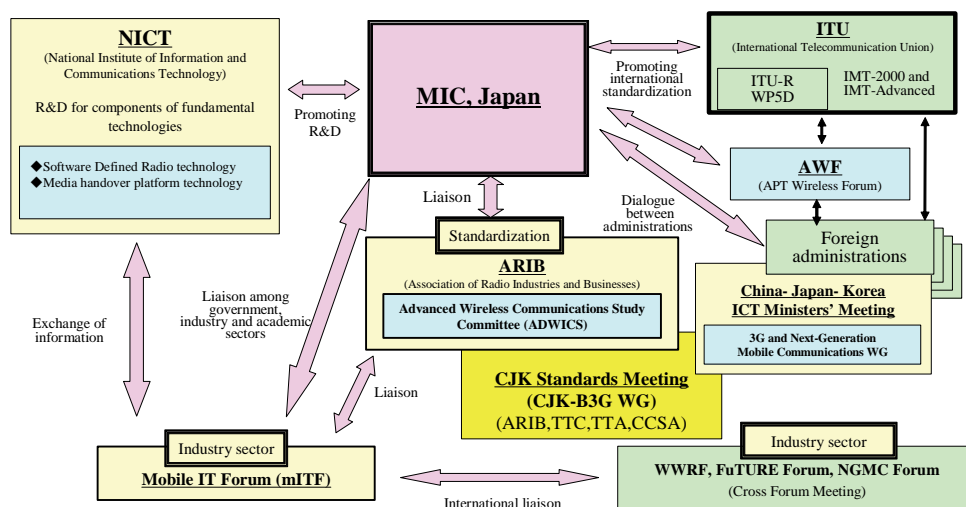 NICT
(National Institute of Information and
Communications Technology)
R&D for components of fundamental
technologies
◆Software Defined Radio technology
◆Media handover platform technology
Promoting
R&D
MIC, Japan
Promoting
international
standardization
ITU
(International Telecommunication Union)
ITU-R
WP5D
IMT-2000 and
IMT-Advanced
AWF
(APT Wireless Forum)
Liaison
Dialogue
between
administrations
Foreign
administrations
Standardization
ARIB
(Association of Radio Industries and Businesses)
Advanced Wireless Communications Study
Committee (ADWICS)
China- Japan- Korea
ICT Ministers' Meeting
3G and Next-Generation
Mobile Communications WG
Exchange of
information
Liaison among
government,
industry and academic
sectors
Liaison
CJK Standards Meeting
(CJK-B3G WG)
(ARIB,TTC,TTA,CCSA)
Industry sector
Mobile IT Forum (mITF)
International liaison
Industry sector
WWRF, FuTURE Forum, NGMC Forum
(Cross Forum Meeting)